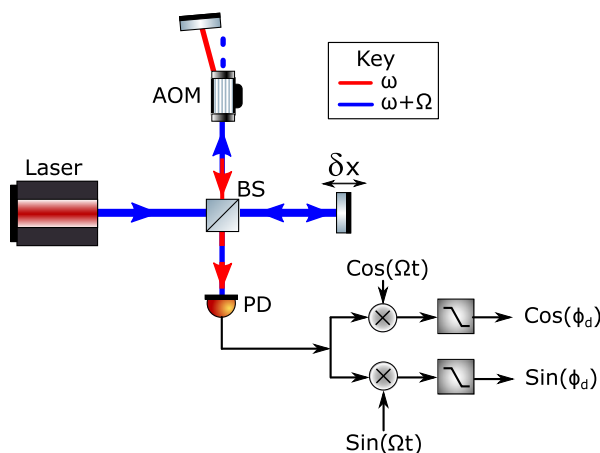 Key
ω
ω+Ω
AOM
Laser
BS
δx
PD
Cos(Ωt)
Cos(ϕd)
Sin(ϕd)
Sin(Ωt)